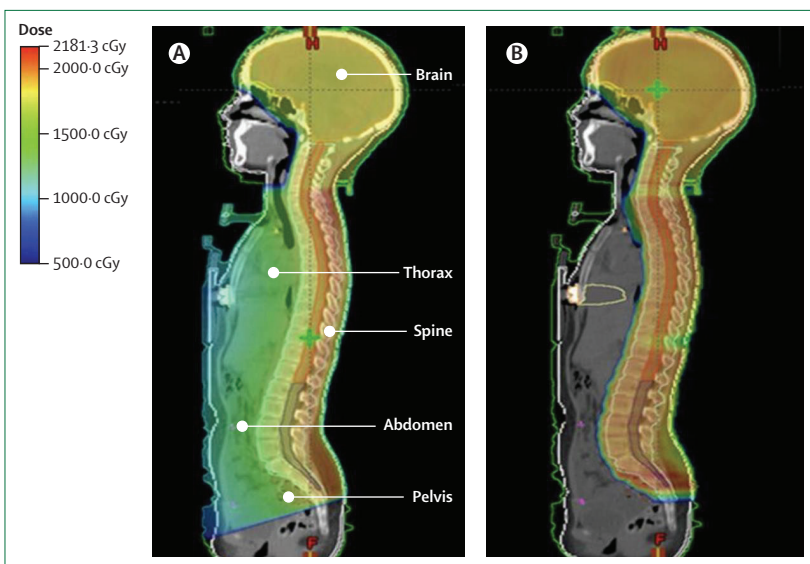 Dose
2181·3 cGy
2000·0 cGy
1500·0 cGy
1000·0 cGy
500·0 cGy
A
H
Brain
Thorax
Spine
Abdomen
Pelvis
F
B
H
F